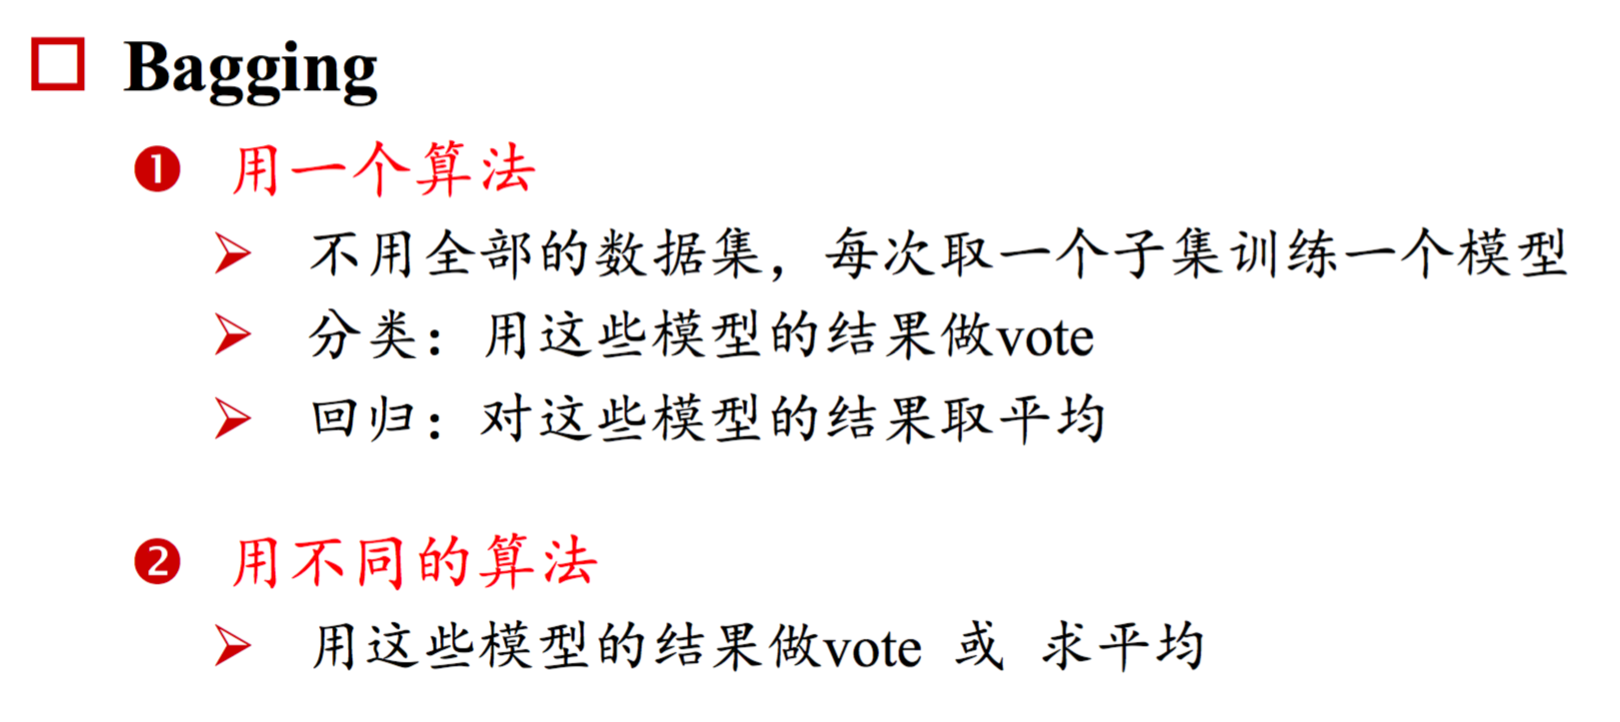 Bagging
❶ 用一个算法
不用全部的数据集，每次取一个子集训练一个模型
分类：用这些模型的结果做vote
回归：对这些模型的结果取平均
❷ 用不同的算法
用这些模型的结果做vote 或 求平均